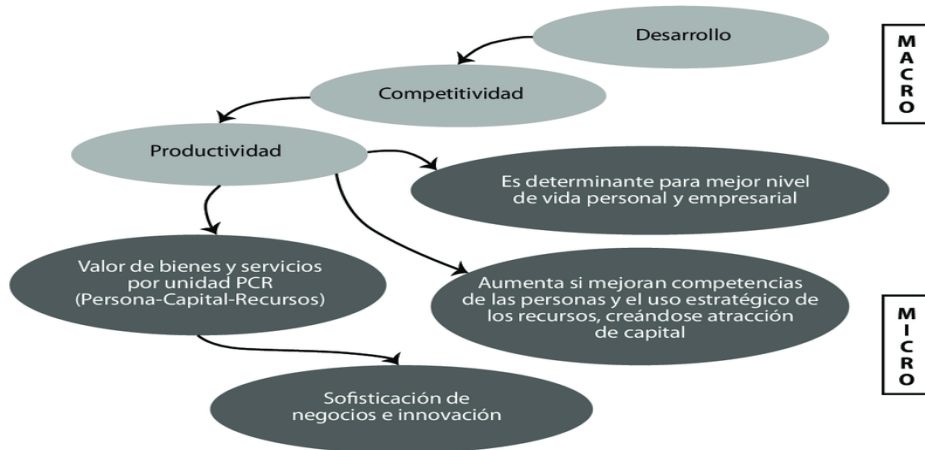 Desarrollo
MACRO
Competitividad
Productividad
Es determinante para mejor nivel
de vida personal y empresarial
Valor de bienes y servicios
por unidad PCR
(Persona-Capital-Recursos)
Aumenta si mejoran competencias
de las personas y el uso estratégico de
los recursos, creándose atracción
de capital
MICRO
Sofisticación de
negocios e innovación